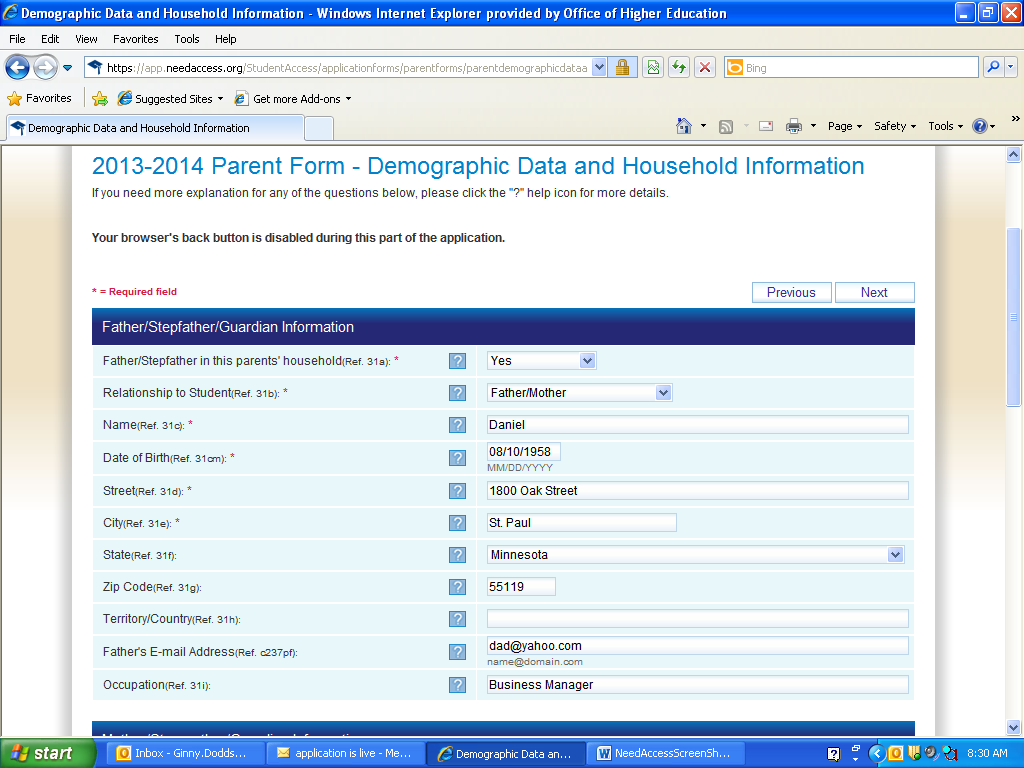 Demographic Data and Household Information - Windows Internet Explorer provided by Office of Higher Education
File Edit View Favorites Tools Help
https://app.needaccess.org/StudentAccess/applicationforms/parentforms/parentdemographicdataa
Bing
Favorites Suggested Sites Get more Add-ons
Demographic Data and Household Information
Page Safety Tools »
2013-2014 Parent Form - Demographic Data and Household Information
If you need more explanation for any of the questions below, please click the "?" help icon for more details.
Your browser's back button is disabled during this part of the application.
* = Required field
Previous Next
Father/Stepfather/Guardian Information
Father/Stepfather in this parents' household(Ref. 31a): * ? Yes
Relationship to Student(Ref. 31b): * ? Father/Mother
Name(Ref. 31c): * ? Daniel
Date of Birth(Ref. 31cm): * ? 08/10/1958
MM/DD/YYYY
Street(Ref. 31d): * ? 1800 Oak Street
City(Ref. 31e): * ? St. Paul
State(Ref. 31f): ? Minnesota
Zip Code(Ref. 31g): ? 55119
Territory/Country(Ref. 31h): ?
Father's E-mail Address(Ref. c237pf): ? dad@yahoo.com
name@domain.com
Occupation(Ref. 31i): ? Business Manager
start Inbox - Ginny.Dodds... application is live - Me... Demographic Data an... NeedAccessScreenSh... 8:30 AM